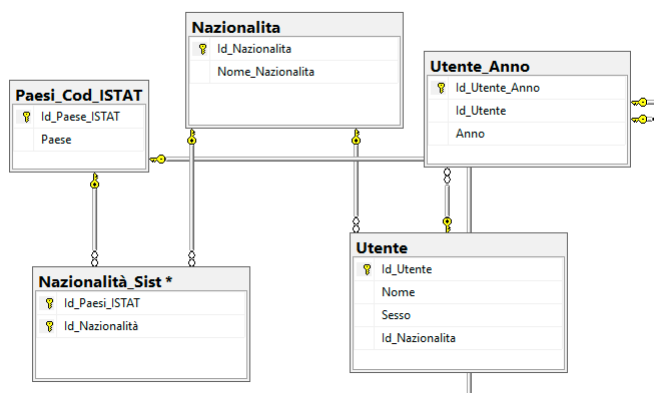 Nazionalita
Id_Nazionalita
Nome_Nazionalita
Utente_Anno
Id_Utente_Anno
Id_Utente
Anno
Paesi_Cod_ISTAT
Id_Paese_ISTAT
Paese
Nazionalità_Sist *
Id_Paesi_ISTAT
Id_Nazionalità
Utente
Id_Utente
Nome
Sesso
Id_Nazionalita